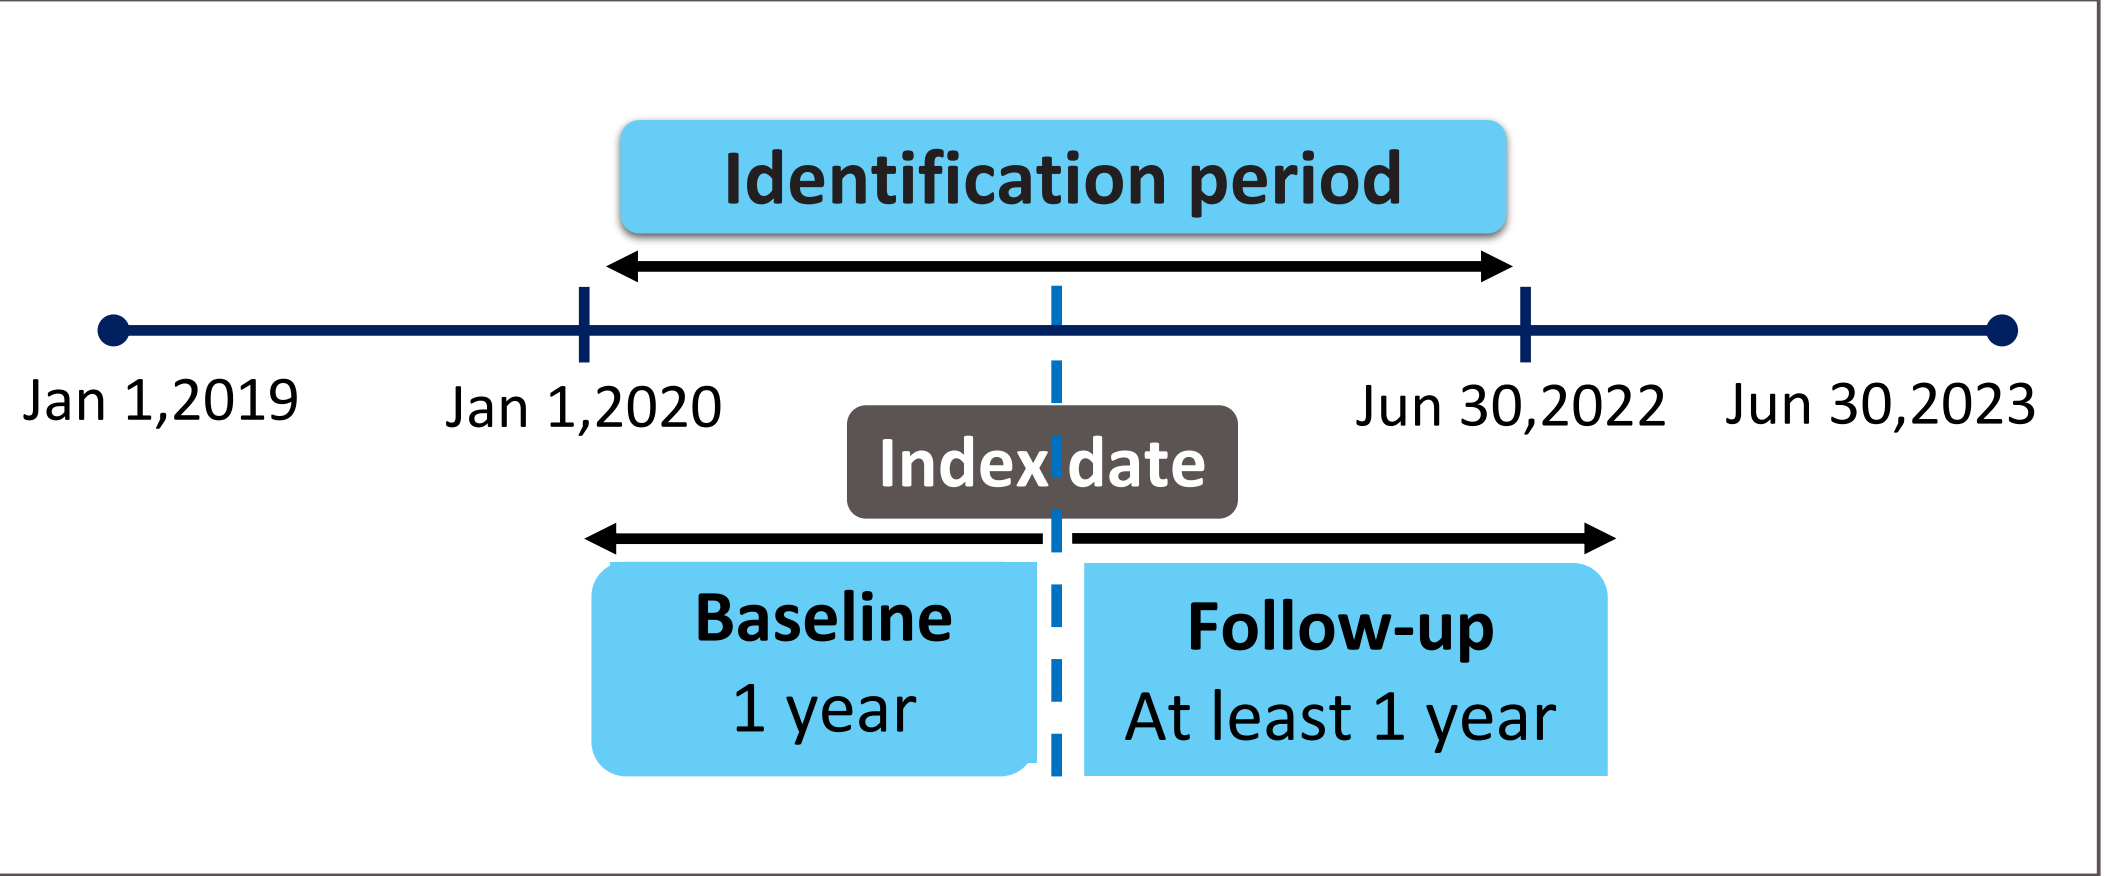 Identification period
Jan 1,2019
Jan 1,2020
Jun 30,2022
Jun 30,2023
Index date
Baseline
1 year
Follow-up
At least 1 year